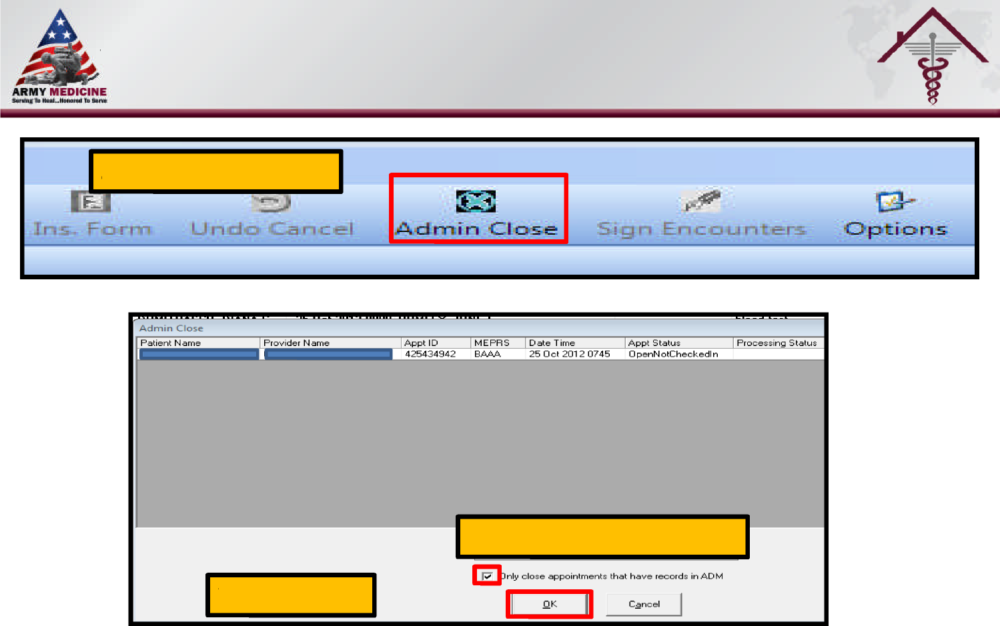 ARMY MEDICINE
Serving To Heal...Honored To Serve
Ins. Form Undo Cancel Admin Close Sign Encounters Options
Admin Close
Patient Name Provider Name Appt ID MEPRS Date Time Appt Status Processing Status
425434942 BAAA 25 Oct 2012 0745 OpenNotCheckedIn
Only close appointments that have records in ADM
OK Cancel